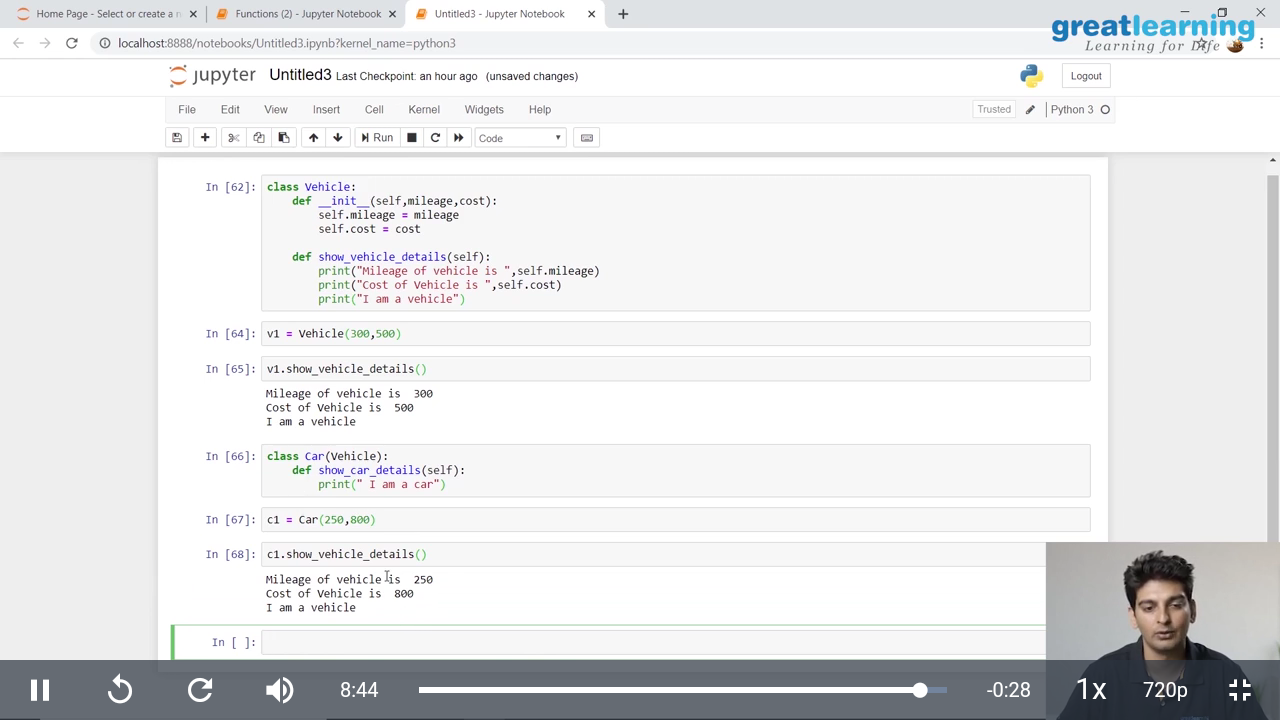 Home Page - Select or create a n
Functions (2) - Jupyter Notebook
Untitled3 - Jupyter Notebook
localhost:8888/notebooks/Untitled3.ipynb?kernel_name=python3
greatlearning
Learning for Life
jupyter Untitled3 Last Checkpoint: an hour ago (unsaved changes)
Logout
File Edit View Insert Cell Kernel Widgets Help
Trusted
Python 3
Run
Code
In [62]: class Vehicle:
    def __init__(self,mileage,cost):
        self.mileage = mileage
        self.cost = cost
    def show_vehicle_details(self):
        print("Mileage of vehicle is ",self.mileage)
        print("Cost of Vehicle is ",self.cost)
        print("I am a vehicle")
In [64]: v1 = Vehicle(300,500)
In [65]: v1.show_vehicle_details()
Mileage of vehicle is  300
Cost of Vehicle is  500
I am a vehicle
In [66]: class Car(Vehicle):
    def show_car_details(self):
        print(" I am a car")
In [67]: c1 = Car(250,800)
In [68]: c1.show_vehicle_details()
Mileage of vehicle is  250
Cost of Vehicle is  800
I am a vehicle
In [ ]:
8:44
-0:28
1x
720p